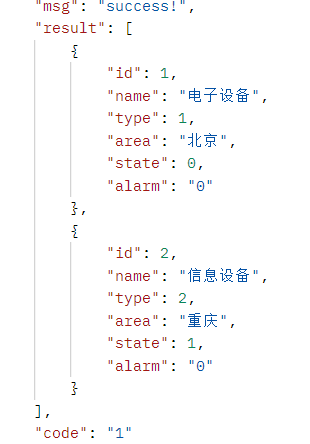 "msg": "success!",
"result": [
{
"id": 1,
"name": "电子设备",
"type": 1,
"area": "北京",
"state": 0,
"alarm": "0"
},
{
"id": 2,
"name": "信息设备",
"type": 2,
"area": "重庆",
"state": 1,
"alarm": "0"
}
],
"code": "1"